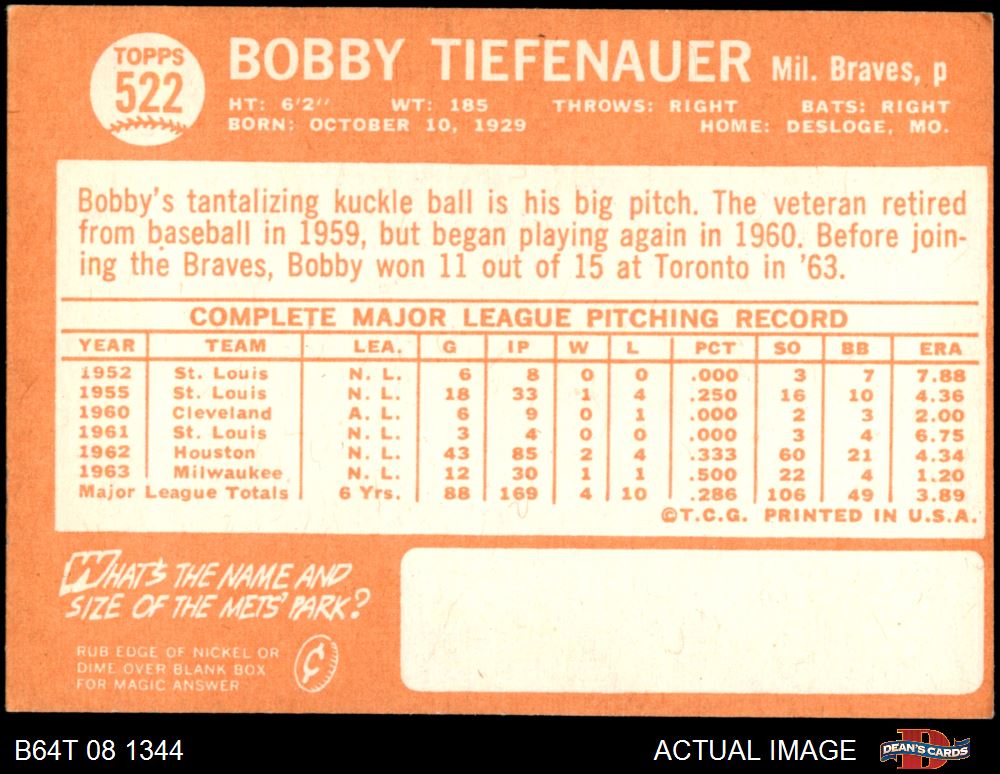 TOPPS
522
BOBBY TIEFENAUER Mil. Braves, p
HT: 6'2" WT: 185 THROWS: RIGHT BATS: RIGHT
BORN: OCTOBER 10, 1929 HOME: DESLOGE, MO.
Bobby's tantalizing kuckle ball is his big pitch. The veteran retired
from baseball in 1959, but began playing again in 1960. Before join-
ing the Braves, Bobby won 11 out of 15 at Toronto in '63.
COMPLETE MAJOR LEAGUE PITCHING RECORD
YEAR TEAM LEA. G IP W L PCT SO BB ERA
1952 St. Louis N. L. 6 8 0 0 .000 3 7 7.88
1955 St. Louis N. L. 18 33 1 4 .250 16 10 4.36
1960 Cleveland A. L. 6 9 0 1 .000 2 3 2.00
1961 St. Louis N. L. 3 4 0 0 .000 3 4 6.75
1962 Houston N. L. 43 85 2 4 .333 60 21 4.34
1963 Milwaukee N. L. 12 30 1 1 .500 22 4 1.20
Major League Totals 6 Yrs. 88 169 4 10 .286 106 49 3.89
©T.C.G. PRINTED IN U.S.A.
WHAT'S THE NAME AND
SIZE OF THE METS' PARK?
RUB EDGE OF NICKEL OR
DIME OVER BLANK BOX
FOR MAGIC ANSWER
¢
B64T 08 1344 ACTUAL IMAGE DEAN'S CARDS